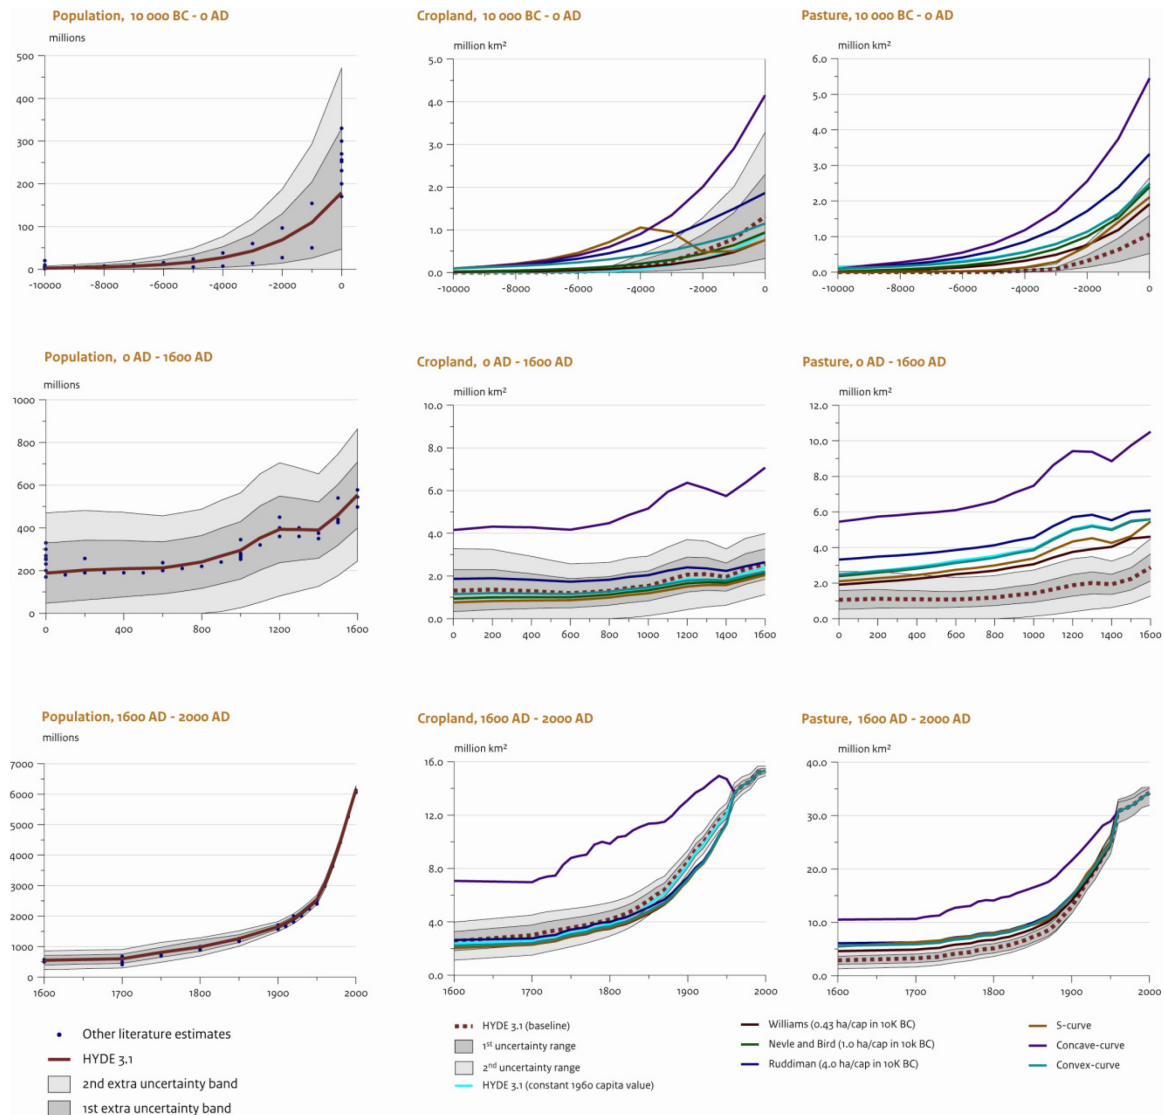 Population, 10 000 BC - 0 AD
millions
500
400
300
200
100
0
-10000 -8000 -6000 -4000 -2000 0
Cropland, 10 000 BC - 0 AD
million km²
5.0
4.0
3.0
2.0
1.0
0.0
-10000 -8000 -6000 -4000 -2000 0
Pasture, 10 000 BC - 0 AD
million km²
6.0
5.0
4.0
3.0
2.0
1.0
0.0
-10000 -8000 -6000 -4000 -2000 0
Population, 0 AD - 1600 AD
millions
1000
800
600
400
200
0
0 400 800 1200 1600
Cropland, 0 AD - 1600 AD
million km²
10.0
8.0
6.0
4.0
2.0
0.0
0 200 400 600 800 1000 1200 1400 1600
Pasture, 0 AD - 1600 AD
million km²
12.0
10.0
8.0
6.0
4.0
2.0
0.0
0 200 400 600 800 1000 1200 1400 1600
Population, 1600 AD - 2000 AD
millions
7000
6000
5000
4000
3000
2000
1000
0
1600 1700 1800 1900 2000
Cropland, 1600 AD - 2000 AD
million km²
16.0
12.0
8.0
4.0
0.0
1600 1700 1800 1900 2000
Pasture, 1600 AD - 2000 AD
million km²
40.0
30.0
20.0
10.0
0.0
1600 1700 1800 1900 2000
Other literature estimates
HYDE 3.1
2nd extra uncertainty band
1st extra uncertainty band
HYDE 3.1 (baseline)
1st uncertainty range
2nd uncertainty range
HYDE 3.1 (constant 1960 capita value)
Williams (0.43 ha/cap in 10K BC)
Nevle and Bird (1.0 ha/cap in 10K BC)
Ruddiman (4.0 ha/cap in 10K BC)
S-curve
Concave-curve
Convex-curve